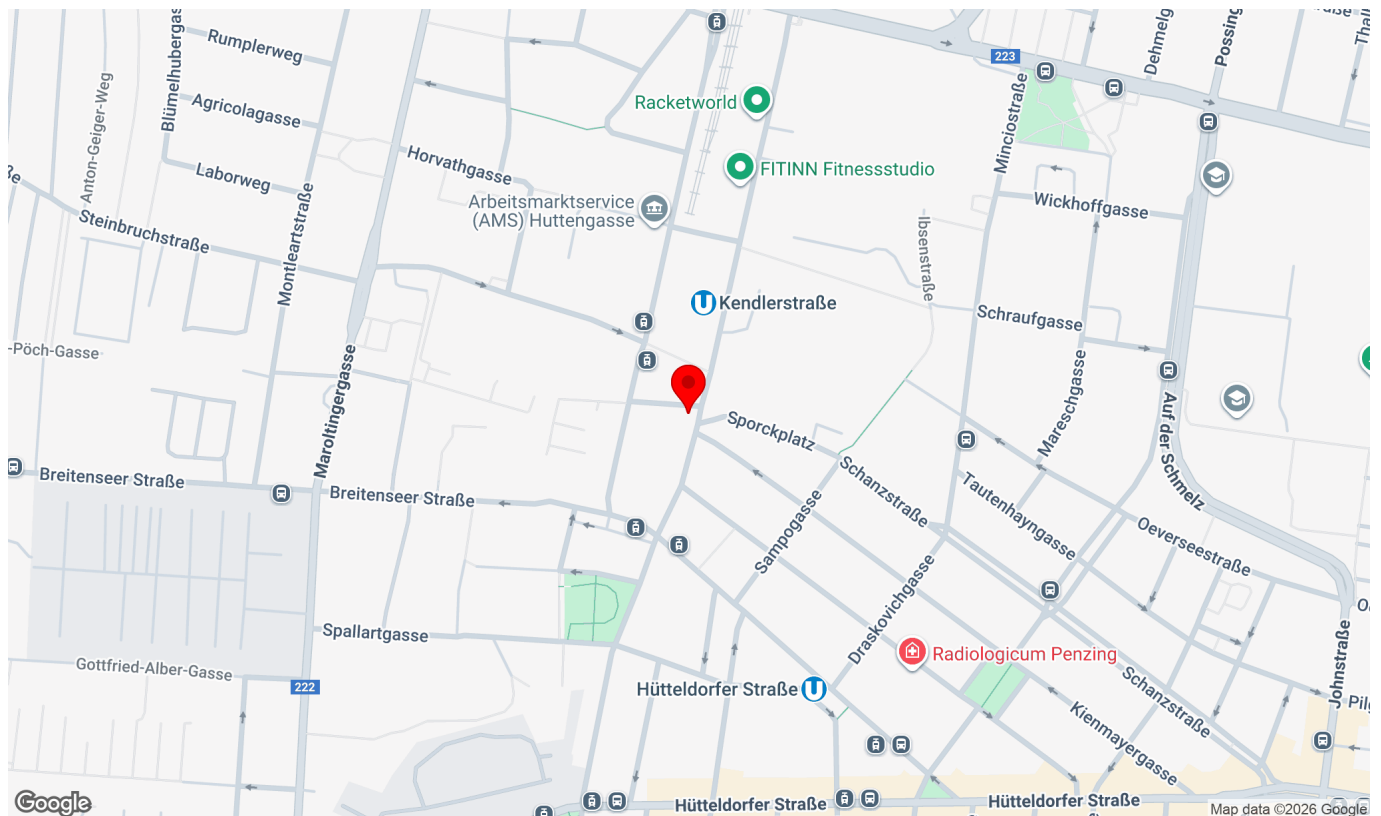 Rumplerweg
Blümelhubergas
Agricolagasse
Anton-Geiger-Weg
Laborweg
Steinbruchstraße
Montleartstraße
Horvathgasse
Racketworld
FITINN Fitnessstudio
Arbeitsmarktservice
(AMS) Huttengasse
223
Minciostraße
Dehmelg
Possing
Wickhoffgasse
Ibsenstraße
Kendlerstraße
Schraufgasse
-Pöch-Gasse
Maroltingergasse
Mareschgasse
Auf der Schmelz
Sporckplatz
Breitenseer Straße
Breitenseer Straße
Schanzstraße
Tautenhayngasse
Oeverseestraße
Sampogasse
Draskovichgasse
Spallartgasse
Gottfried-Alber-Gasse
222
Radiologicum Penzing
Hütteldorfer Straße
Schanzstraße
Kienmayergasse
Johnstraße
Pilg
Hütteldorfer Straße
Hütteldorfer Straße
Google
Map data ©2026 Google